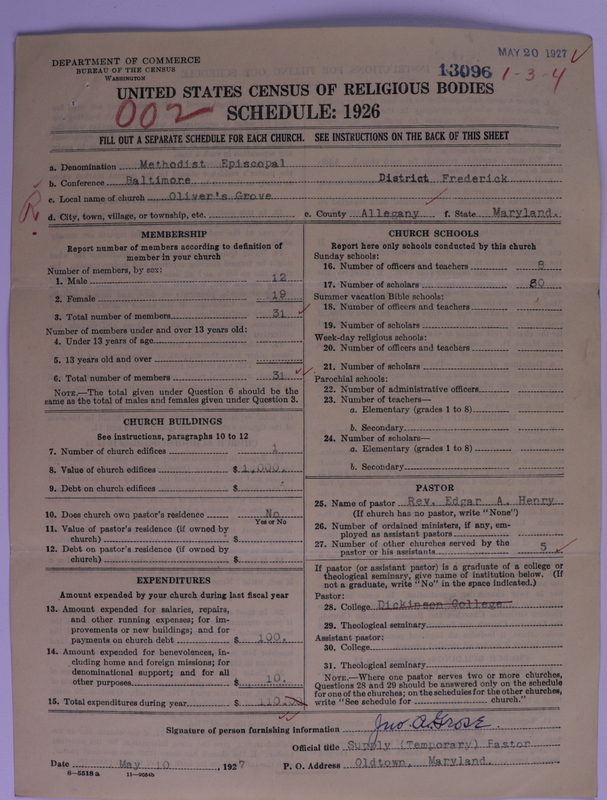 MAY 20 1927 ✓
DEPARTMENT OF COMMERCE
BUREAU OF THE CENSUS
WASHINGTON
13096 1-3-4
UNITED STATES CENSUS OF RELIGIOUS BODIES
002 SCHEDULE: 1926
FILL OUT A SEPARATE SCHEDULE FOR EACH CHURCH. SEE INSTRUCTIONS ON THE BACK OF THIS SHEET
a. Denomination Methodist Episcopal
b. Conference Baltimore District Frederick
c. Local name of church Oliver's Grove
R
d. City, town, village, or township, etc. e. County Allegany f. State Maryland.
MEMBERSHIP
Report number of members according to definition of
member in your church
Number of members, by sex:
1. Male 12
2. Female 19
3. Total number of members 31 ✓
Number of members under and over 13 years old:
4. Under 13 years of age
5. 13 years old and over
6. Total number of members 31 ✓
NOTE.—The total given under Question 6 should be the
same as the total of males and females given under Question 3.
CHURCH BUILDINGS
See instructions, paragraphs 10 to 12
7. Number of church edifices 1
8. Value of church edifices $1,000.
9. Debt on church edifices $
10. Does church own pastor's residence No
Yes or No
11. Value of pastor's residence (if owned by
church) $
12. Debt on pastor's residence (if owned by
church) $
EXPENDITURES
Amount expended by your church during last fiscal year
13. Amount expended for salaries, repairs,
and other running expenses; for im-
provements or new buildings; and for
payments on church debt $ 100.
14. Amount expended for benevolences, in-
cluding home and foreign missions; for
denominational support; and for all
other purposes $ 10.
15. Total expenditures during year $ 110.
CHURCH SCHOOLS
Report here only schools conducted by this church
Sunday schools:
16. Number of officers and teachers 8
17. Number of scholars 80
Summer vacation Bible schools:
18. Number of officers and teachers
19. Number of scholars
Week-day religious schools:
20. Number of officers and teachers
21. Number of scholars
Parochial schools:
22. Number of administrative officers
23. Number of teachers—
a. Elementary (grades 1 to 8)
b. Secondary
24. Number of scholars—
a. Elementary (grades 1 to 8)
b. Secondary
PASTOR
25. Name of pastor Rev. Edgar A. Henry
(If church has no pastor, write "None")
26. Number of ordained ministers, if any, em-
ployed as assistant pastors
27. Number of other churches served by the
pastor or his assistants 5 ✓
If pastor (or assistant pastor) is a graduate of a college or
theological seminary, give name of institution below. (If
not a graduate, write "No" in the space indicated.)
Pastor:
28. College Dickinson College
29. Theological seminary
Assistant pastor:
30. College
31. Theological seminary
NOTE.—Where one pastor serves two or more churches,
Questions 28 and 29 should be answered only on the schedule
for one of the churches; on the schedules for the other churches,
write "See schedule for church."
Signature of person furnishing information Jno. A. Grose.
Official title Supply (Temporary) Pastor
Date May 10, 1927 P. O. Address Oldtown, Maryland.
8-5518 a 11-9054b